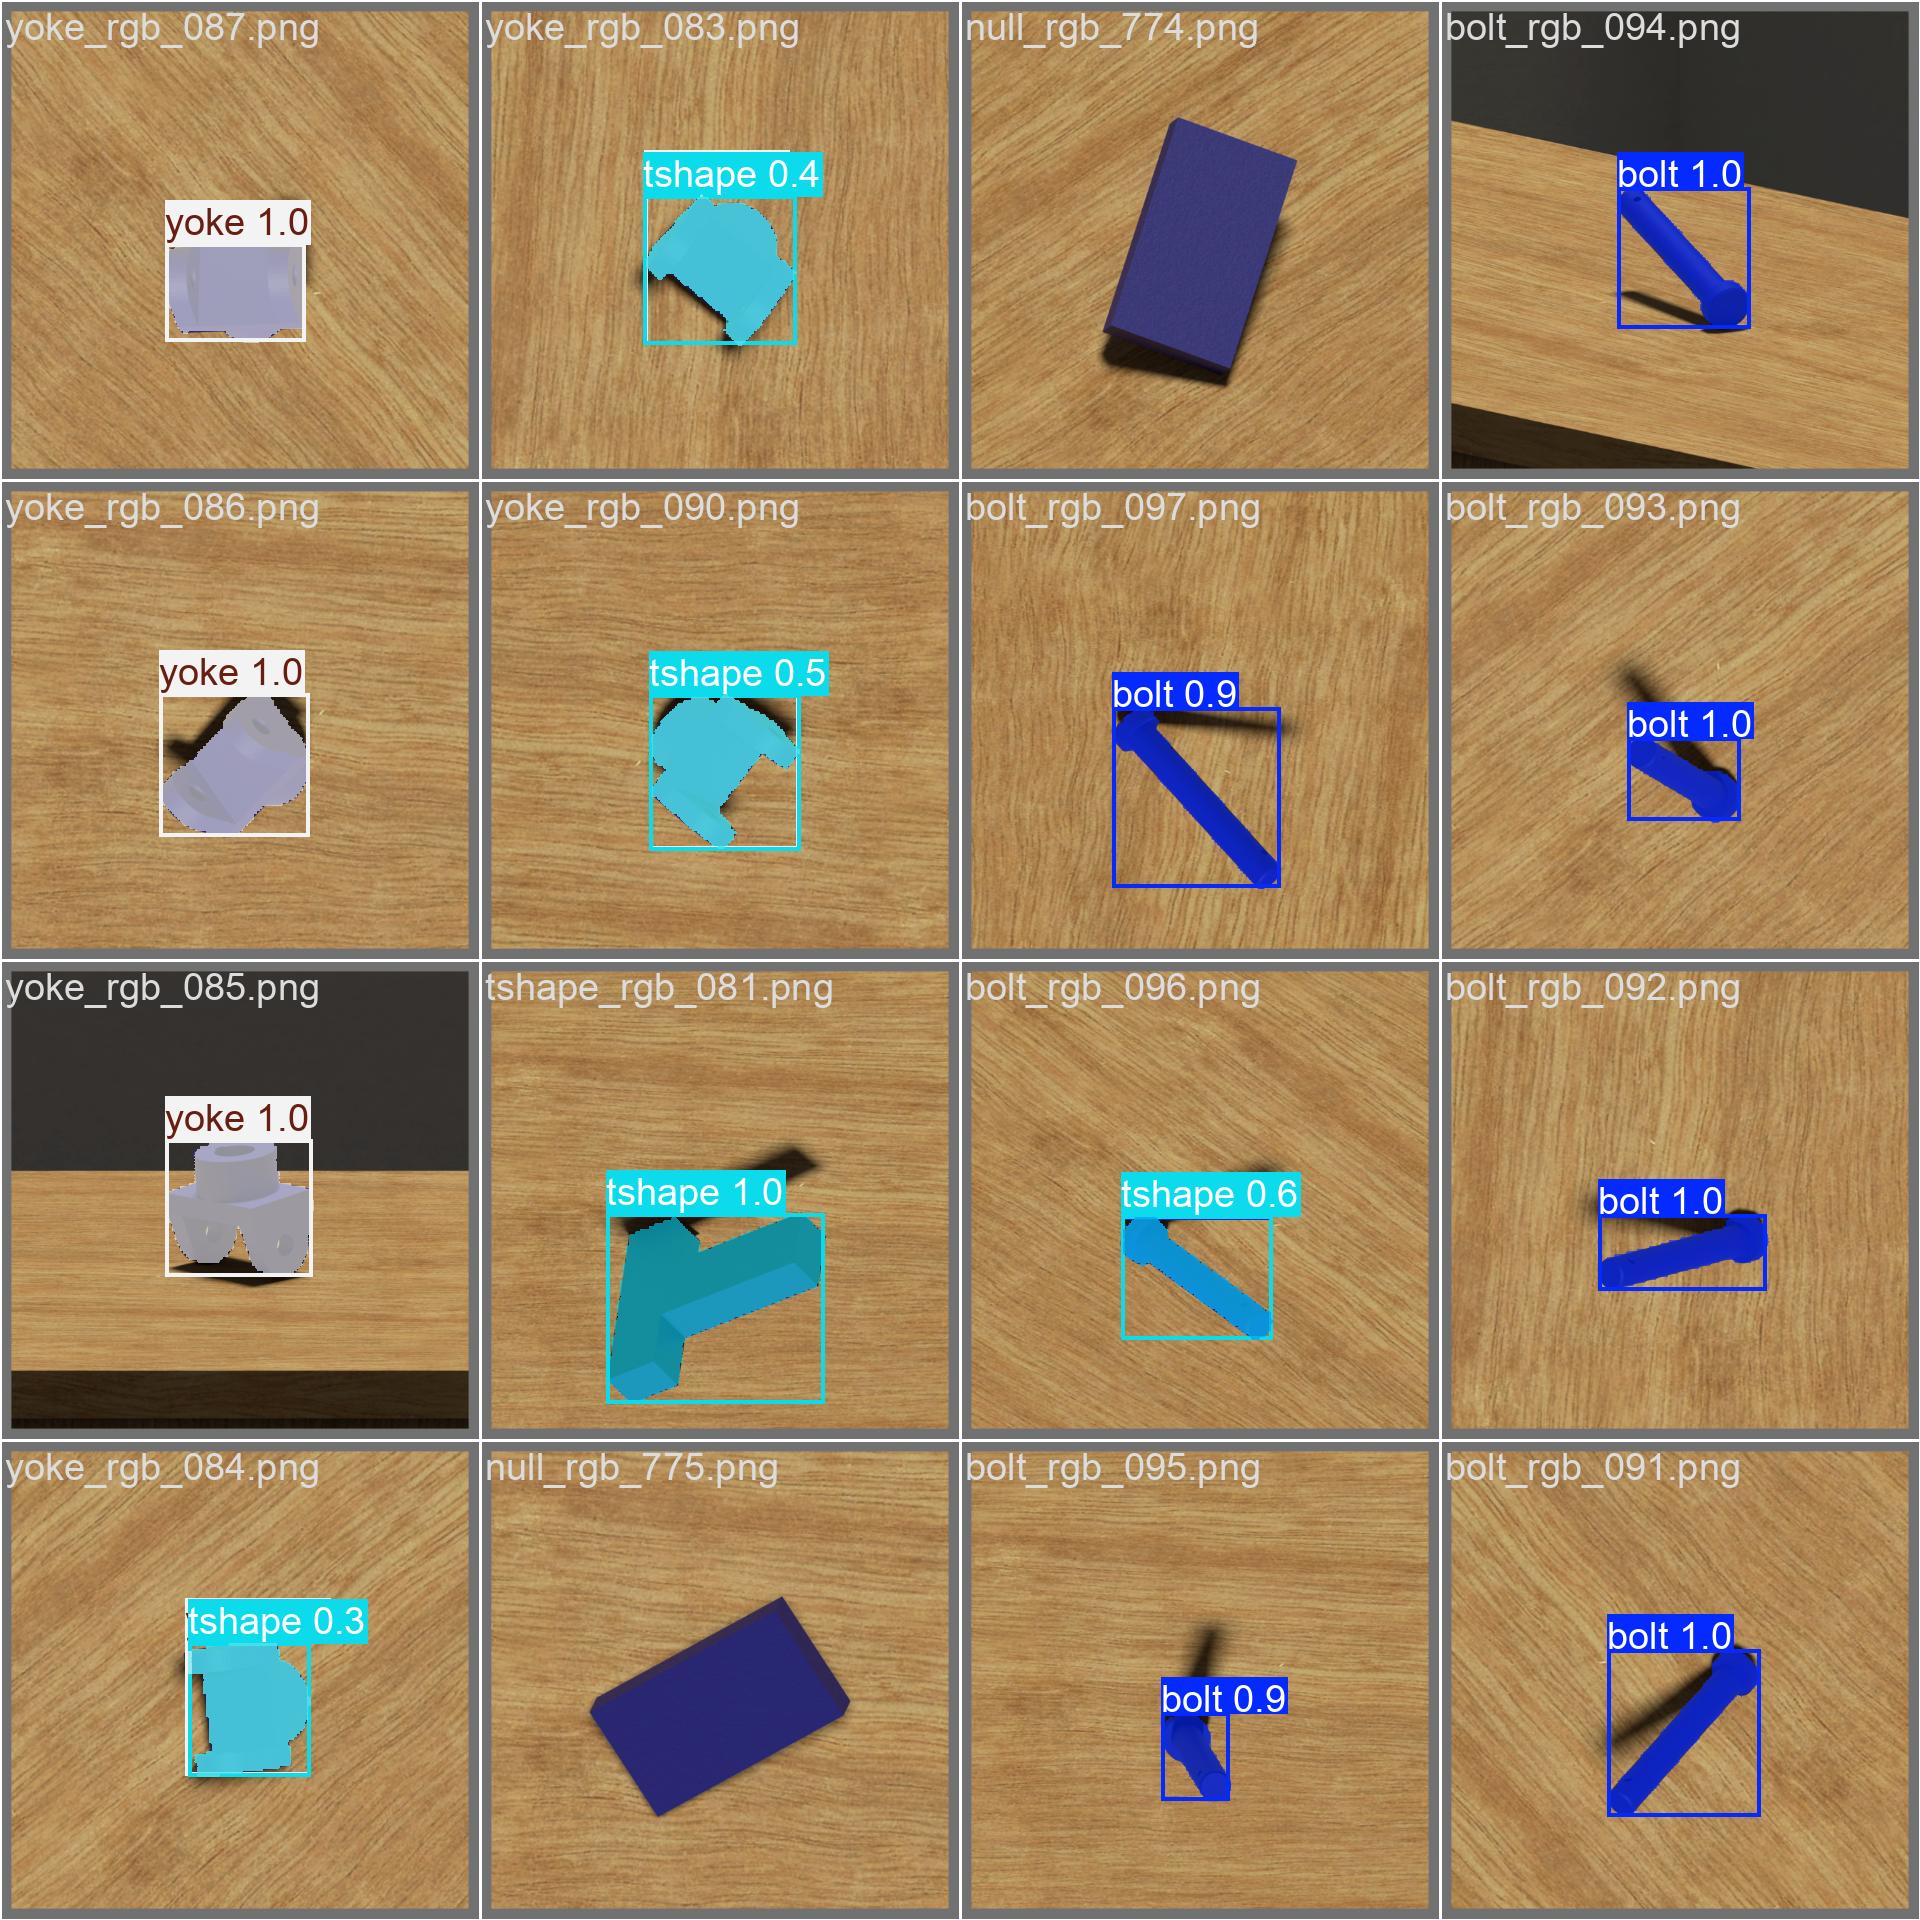 yoke_rgb_087.png
yoke 1.0
yoke_rgb_083.png
tshape 0.4
null_rgb_774.png
bolt_rgb_094.png
bolt 1.0
yoke_rgb_086.png
yoke 1.0
yoke_rgb_090.png
tshape 0.5
bolt_rgb_097.png
bolt 0.9
bolt_rgb_093.png
bolt 1.0
yoke_rgb_085.png
yoke 1.0
tshape_rgb_081.png
tshape 1.0
bolt_rgb_096.png
tshape 0.6
bolt_rgb_092.png
bolt 1.0
yoke_rgb_084.png
tshape 0.3
null_rgb_775.png
bolt_rgb_095.png
bolt 0.9
bolt_rgb_091.png
bolt 1.0